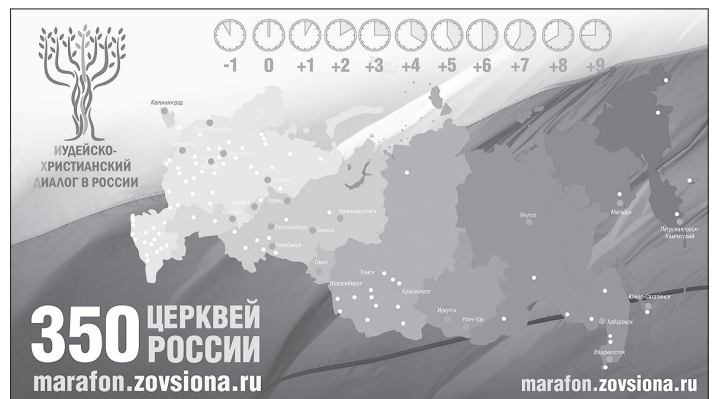 -1 0 +1 +2 +3 +4 +5 +6 +7 +8 +9
ИУДЕЙСКО-
ХРИСТИАНСКИЙ
ДИАЛОГ В РОССИИ
Калининград
Пермь
Нижневартовск
Екатеринбург
Тюмень
Челябинск
Омск
Новосибирск
Томск
Красноярск
Иркутск
Улан-Удэ
Якутск
Магадан
Петропавловск-
Камчатский
Южно-Сахалинск
Хабаровск
Владивосток
350 ЦЕРКВЕЙ
РОССИИ
marafon.zovsiona.ru
marafon.zovsiona.ru